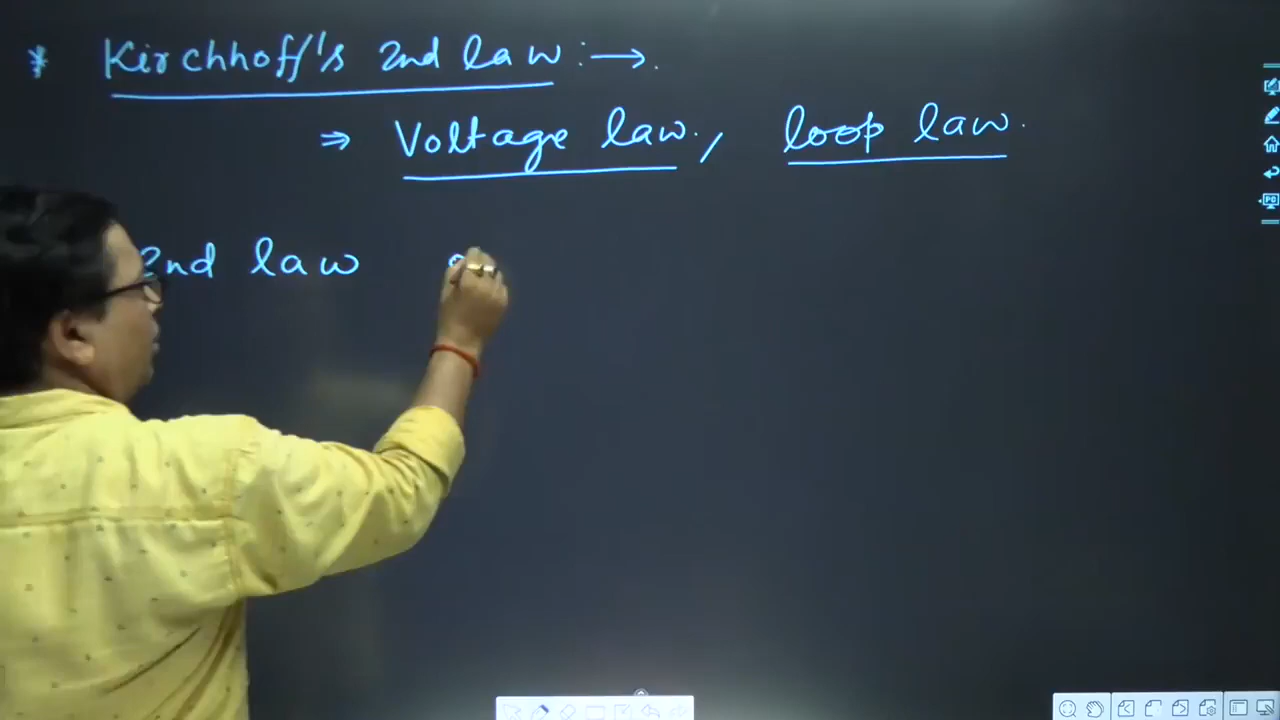 * Kirchhoff's 2nd law :→.
⇒ Voltage law., loop law.
2nd law